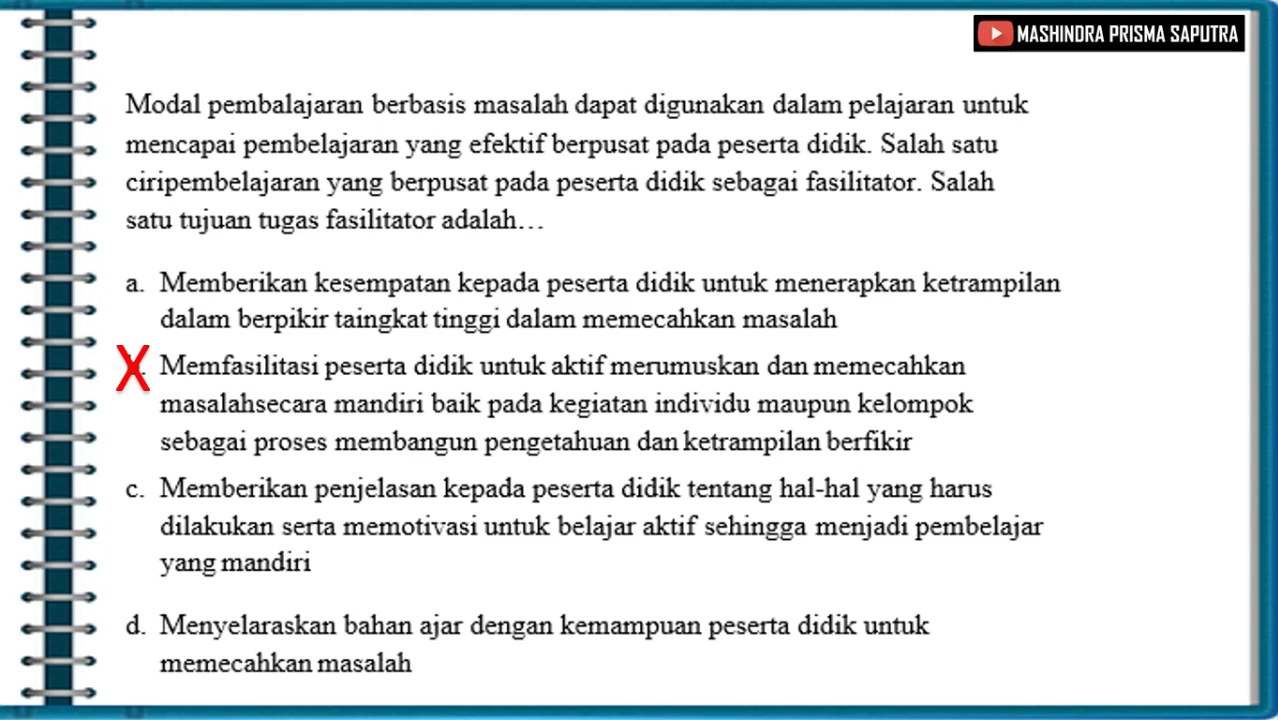 MASHINDRA PRISMA SAPUTRA
Modal pembalajaran berbasis masalah dapat digunakan dalam pelajaran untuk
mencapai pembelajaran yang efektif berpusat pada peserta didik. Salah satu
ciripembelajaran yang berpusat pada peserta didik sebagai fasilitator. Salah
satu tujuan tugas fasilitator adalah…
a. Memberikan kesempatan kepada peserta didik untuk menerapkan ketrampilan
dalam berpikir taingkat tinggi dalam memecahkan masalah
X. Memfasilitasi peserta didik untuk aktif merumuskan dan memecahkan
masalahsecara mandiri baik pada kegiatan individu maupun kelompok
sebagai proses membangun pengetahuan dan ketrampilan berfikir
c. Memberikan penjelasan kepada peserta didik tentang hal-hal yang harus
dilakukan serta memotivasi untuk belajar aktif sehingga menjadi pembelajar
yang mandiri
d. Menyelaraskan bahan ajar dengan kemampuan peserta didik untuk
memecahkan masalah